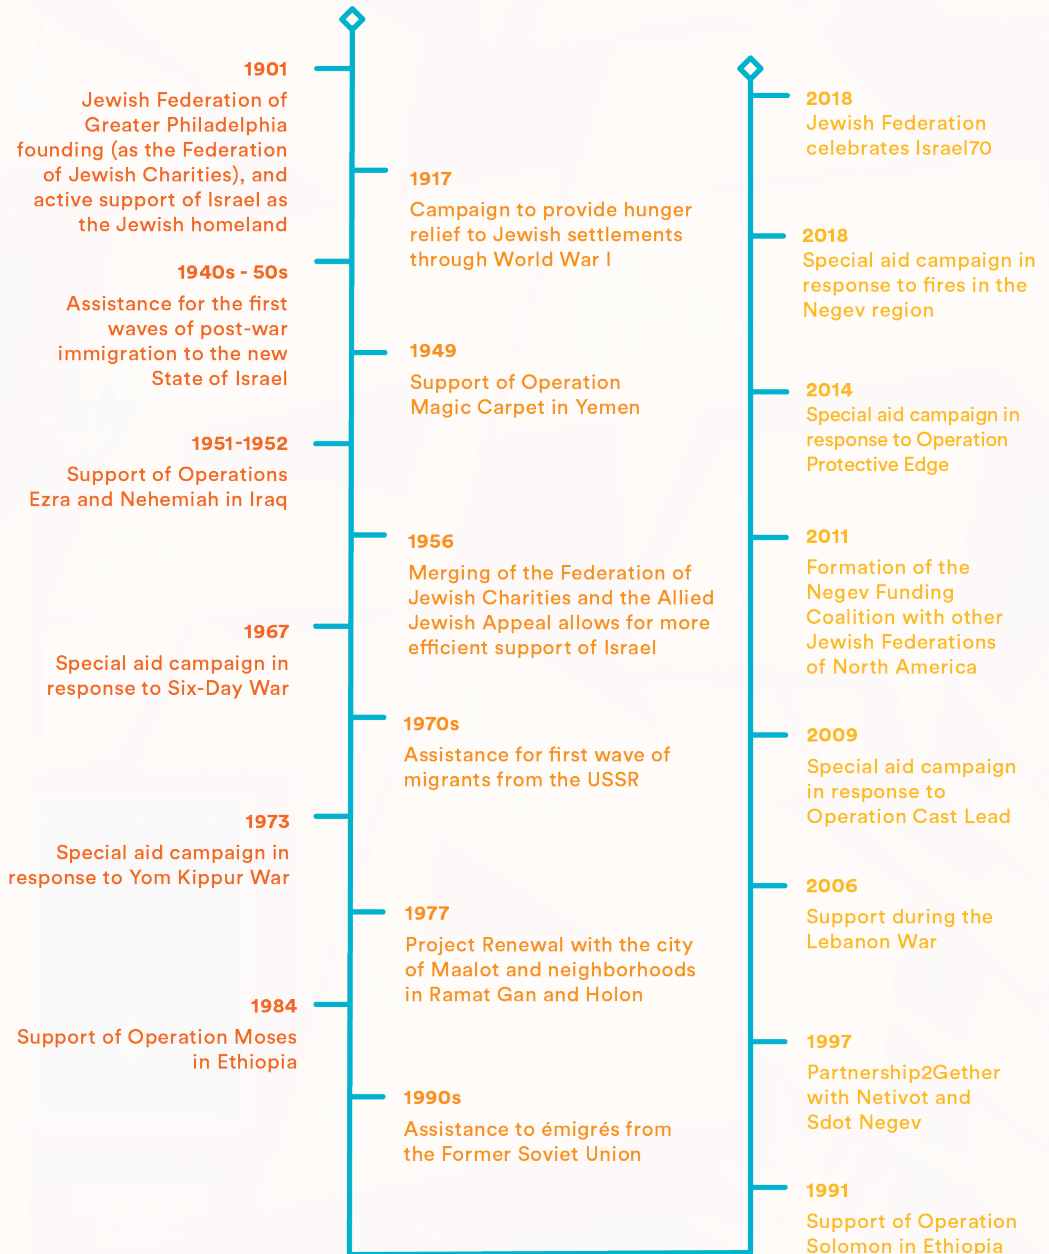 1901
Jewish Federation of
Greater Philadelphia
founding (as the Federation
of Jewish Charities), and
active support of Israel as
the Jewish homeland
1917
Campaign to provide hunger
relief to Jewish settlements
through World War I
1940s - 50s
Assistance for the first
waves of post-war
immigration to the new
State of Israel
1949
Support of Operation
Magic Carpet in Yemen
1951-1952
Support of Operations
Ezra and Nehemiah in Iraq
1956
Merging of the Federation of
Jewish Charities and the Allied
Jewish Appeal allows for more
efficient support of Israel
1967
Special aid campaign in
response to Six-Day War
1970s
Assistance for first wave of
migrants from the USSR
1973
Special aid campaign in
response to Yom Kippur War
1977
Project Renewal with the city
of Maalot and neighborhoods
in Ramat Gan and Holon
1984
Support of Operation Moses
in Ethiopia
1990s
Assistance to émigrés from
the Former Soviet Union
2018
Jewish Federation
celebrates Israel70
2018
Special aid campaign in
response to fires in the
Negev region
2014
Special aid campaign in
response to Operation
Protective Edge
2011
Formation of the
Negev Funding
Coalition with other
Jewish Federations
of North America
2009
Special aid campaign
in response to
Operation Cast Lead
2006
Support during the
Lebanon War
1997
Partnership2Gether
with Netivot and
Sdot Negev
1991
Support of Operation
Solomon in Ethiopia